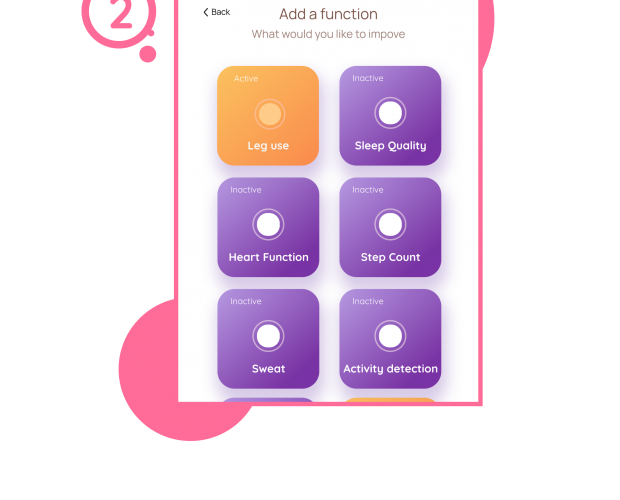 2
Back
Add a function
What would you like to impove
Active
Inactive
Leg use
Sleep Quality
Inactive
Inactive
Heart Function
Step Count
Inactive
Inactive
Sweat
Activity detection